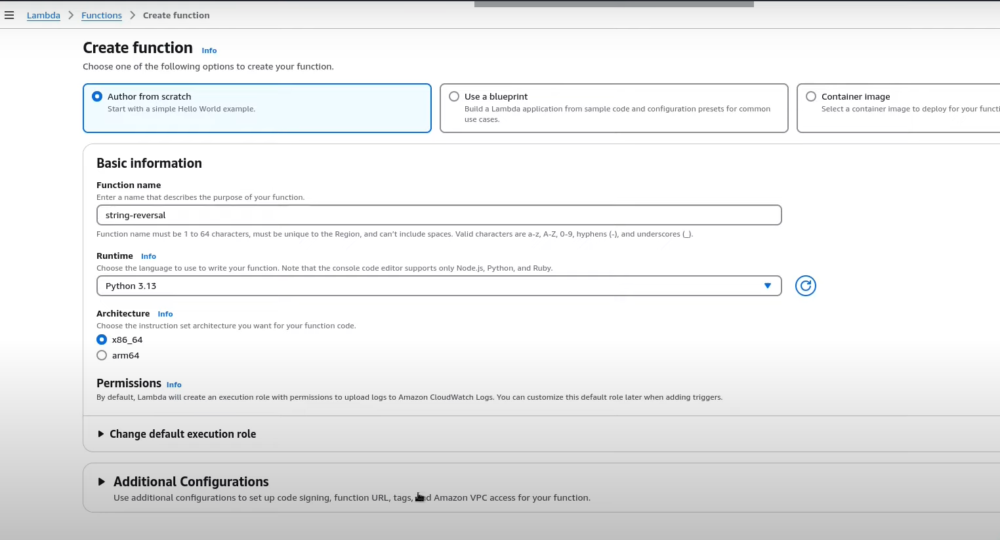 Lambda > Functions > Create function
Create function Info
Choose one of the following options to create your function.
Author from scratch
Start with a simple Hello World example.
Use a blueprint
Build a Lambda application from sample code and configuration presets for common
use cases.
Container image
Select a container image to deploy for your
Basic information
Function name
Enter a name that describes the purpose of your function.
string-reversal
Function name must be 1 to 64 characters, must be unique to the Region, and can't include spaces. Valid characters are a-z, A-Z, 0-9, hyphens (-), and underscores (_).
Runtime Info
Choose the language to use to write your function. Note that the console code editor supports only Node.js, Python, and Ruby.
Python 3.13
Architecture Info
Choose the instruction set architecture you want for your function code.
x86_64
arm64
Permissions Info
By default, Lambda will create an execution role with permissions to upload logs to Amazon CloudWatch Logs. You can customize this default role later when adding triggers.
Change default execution role
Additional Configurations
Use additional configurations to set up code signing, function URL, tags, and Amazon VPC access for your function.